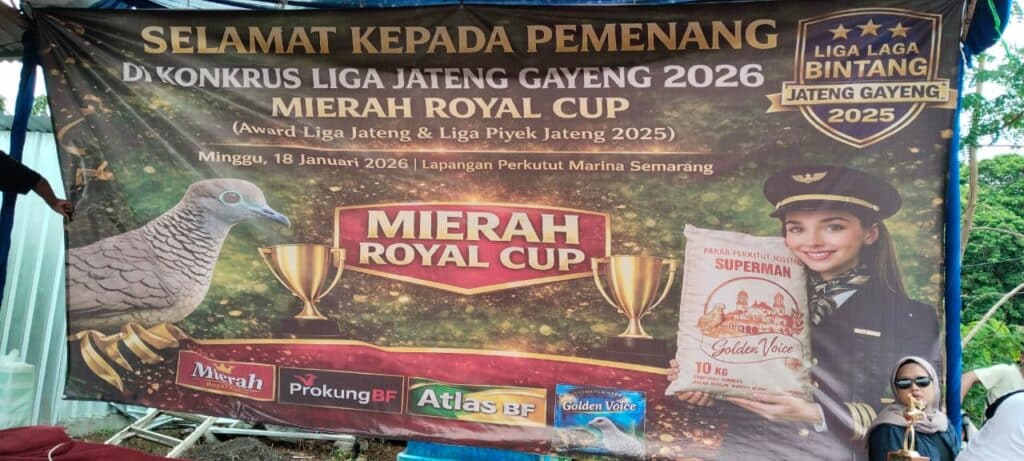 SELAMAT KEPADA PEMENANG
DI KONKRUS LIGA JATENG GAYENG 2026
MIERAH ROYAL CUP
(Award Liga Jateng & Liga Piyek Jateng 2025)
Minggu, 18 Januari 2026 | Lapangan Perkutut Marina Semarang
LIGA LAGA
BINTANG
JATENG GAYENG
2025
MIERAH
ROYAL CUP
SUPERMAN
Golden Voice
10 KG
Mierah
ProkungBF
Atlas BF
Golden Voice